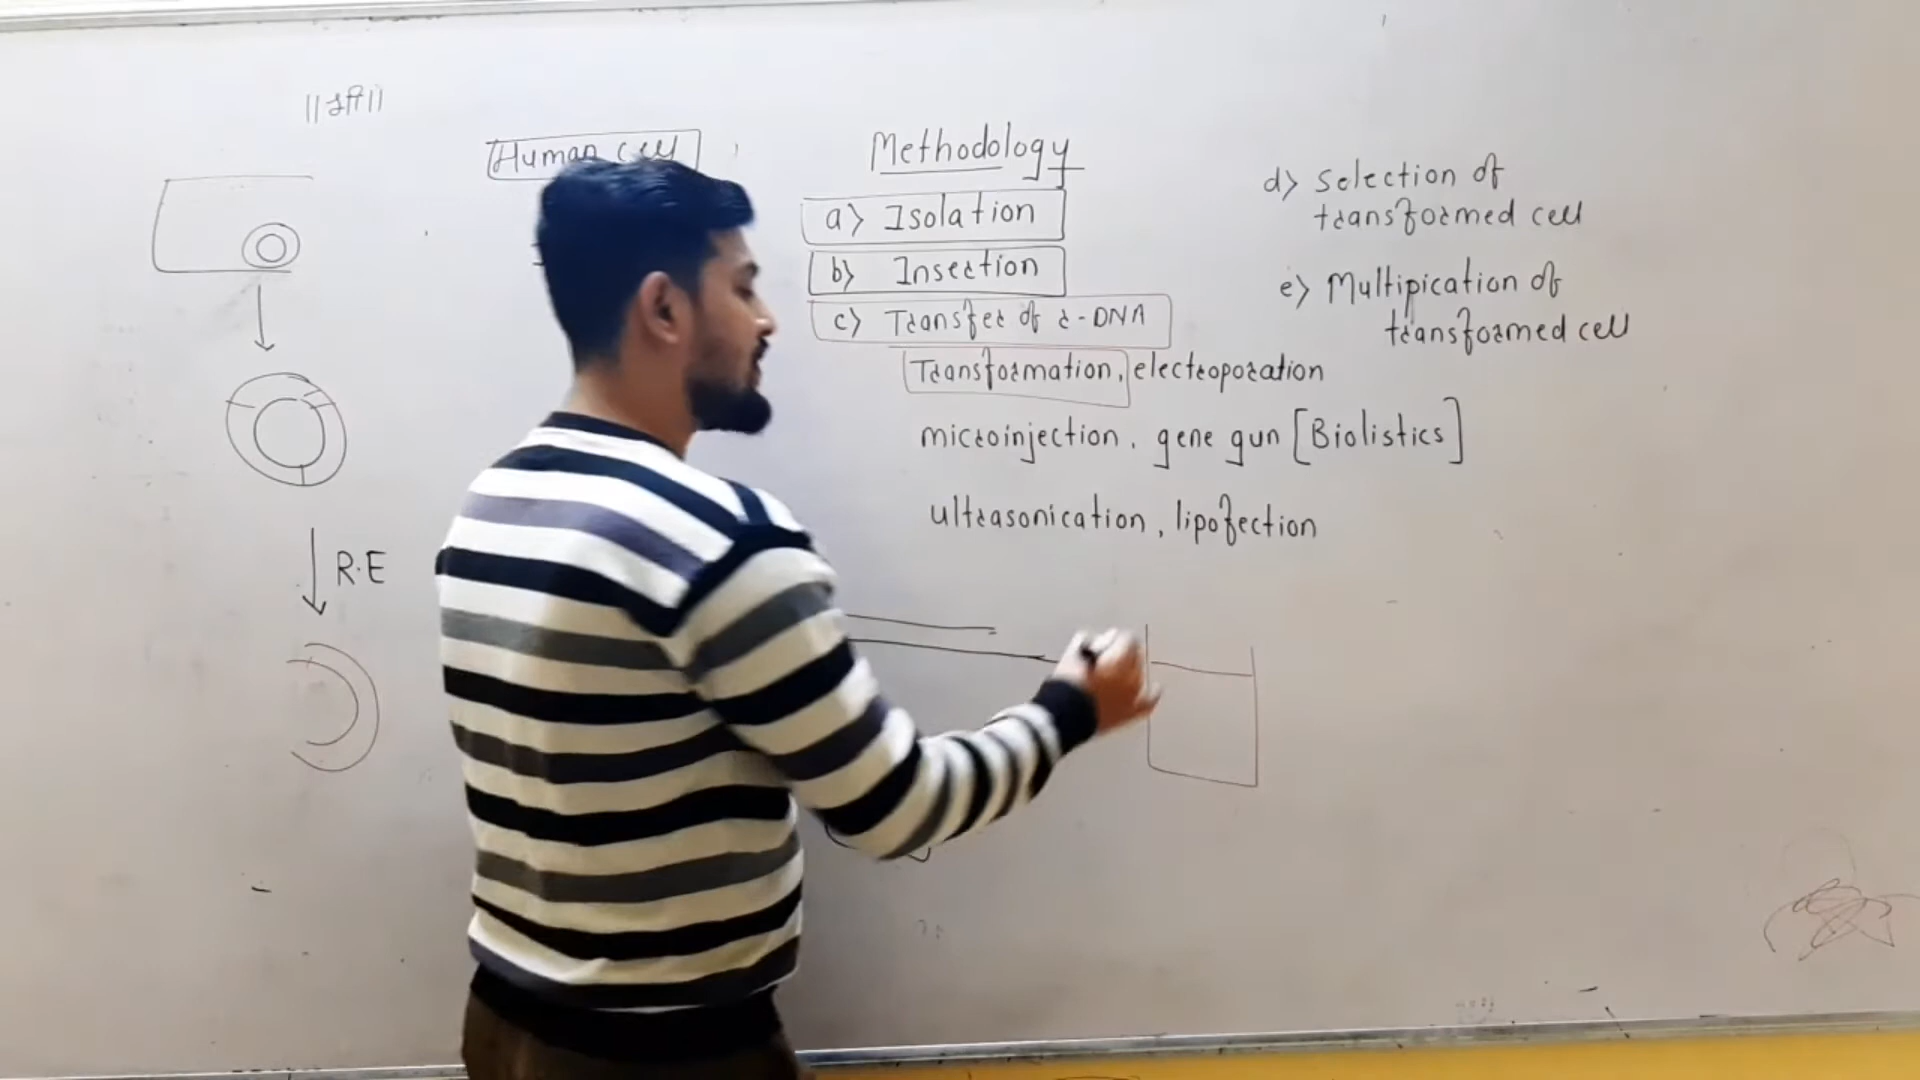 ॥ श्री ॥
Human cell
Methodology
a) Isolation
b) Insertion
c) Transfer of r-DNA
Transformation, electroporation
microinjection, gene gun [Biolistics]
ultrasonication, lipofection
d) Selection of
transformed cell
e) Multipication of
transformed cell
R.E